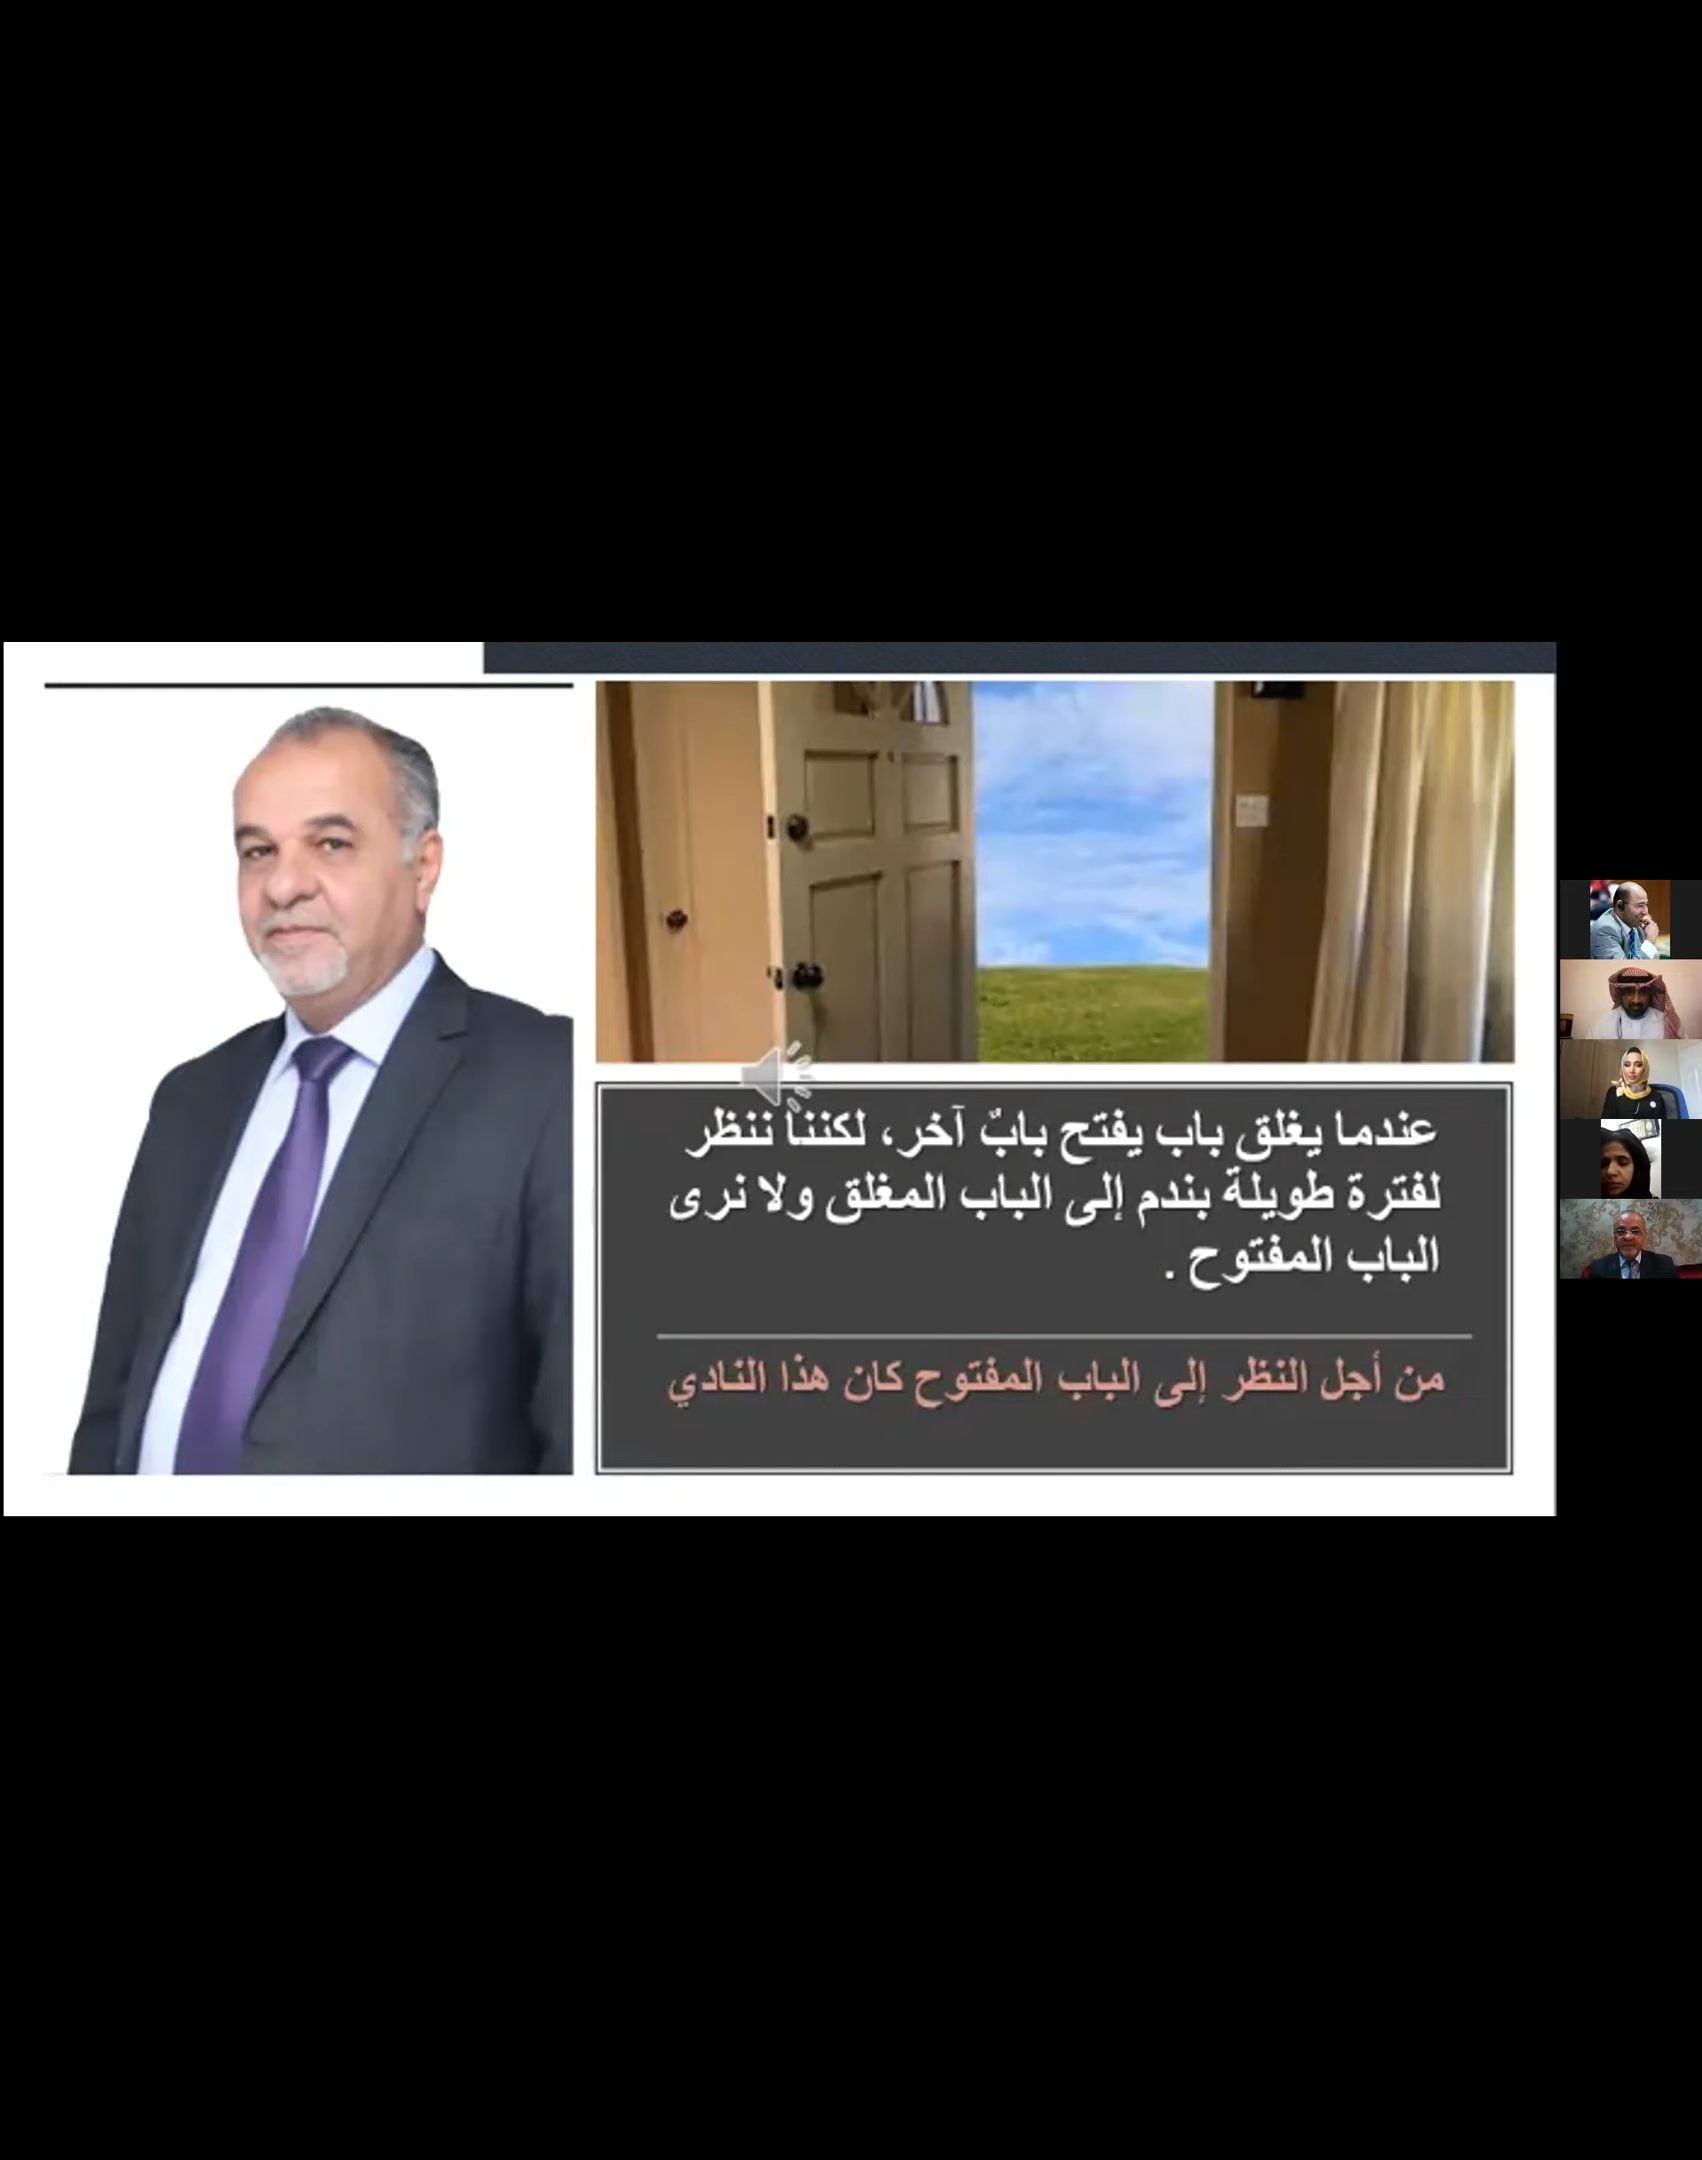 عندما يغلق باب يفتح بابٌ آخر، لكننا ننظر
لفترة طويلة بندم إلى الباب المغلق ولا نرى
الباب المفتوح .
من أجل النظر إلى الباب المفتوح كان هذا النادي